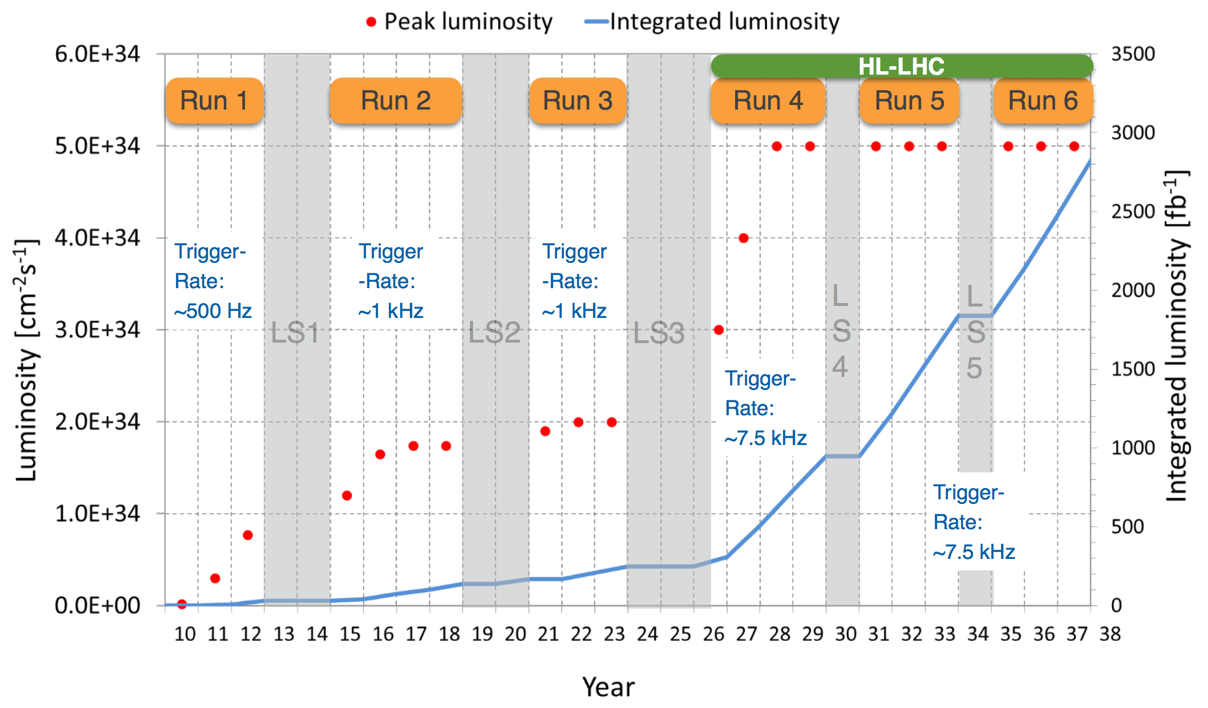 Peak luminosity Integrated luminosity
6.0E+34
5.0E+34
4.0E+34
3.0E+34
2.0E+34
1.0E+34
0.0E+00
Luminosity [cm⁻²s⁻¹]
HL-LHC
Run 1 Run 2 Run 3 Run 4 Run 5 Run 6
Trigger-
Rate:
~500 Hz
LS1
Trigger
-Rate:
~1 kHz
LS2
Trigger
-Rate:
~1 kHz
LS3
Trigger-
Rate:
~7.5 kHz
L
S
4
L
S
5
Trigger-
Rate:
~7.5 kHz
3500
3000
2500
2000
1500
1000
500
0
Integrated luminosity [fb⁻¹]
10 11 12 13 14 15 16 17 18 19 20 21 22 23 24 25 26 27 28 29 30 31 32 33 34 35 36 37 38
Year